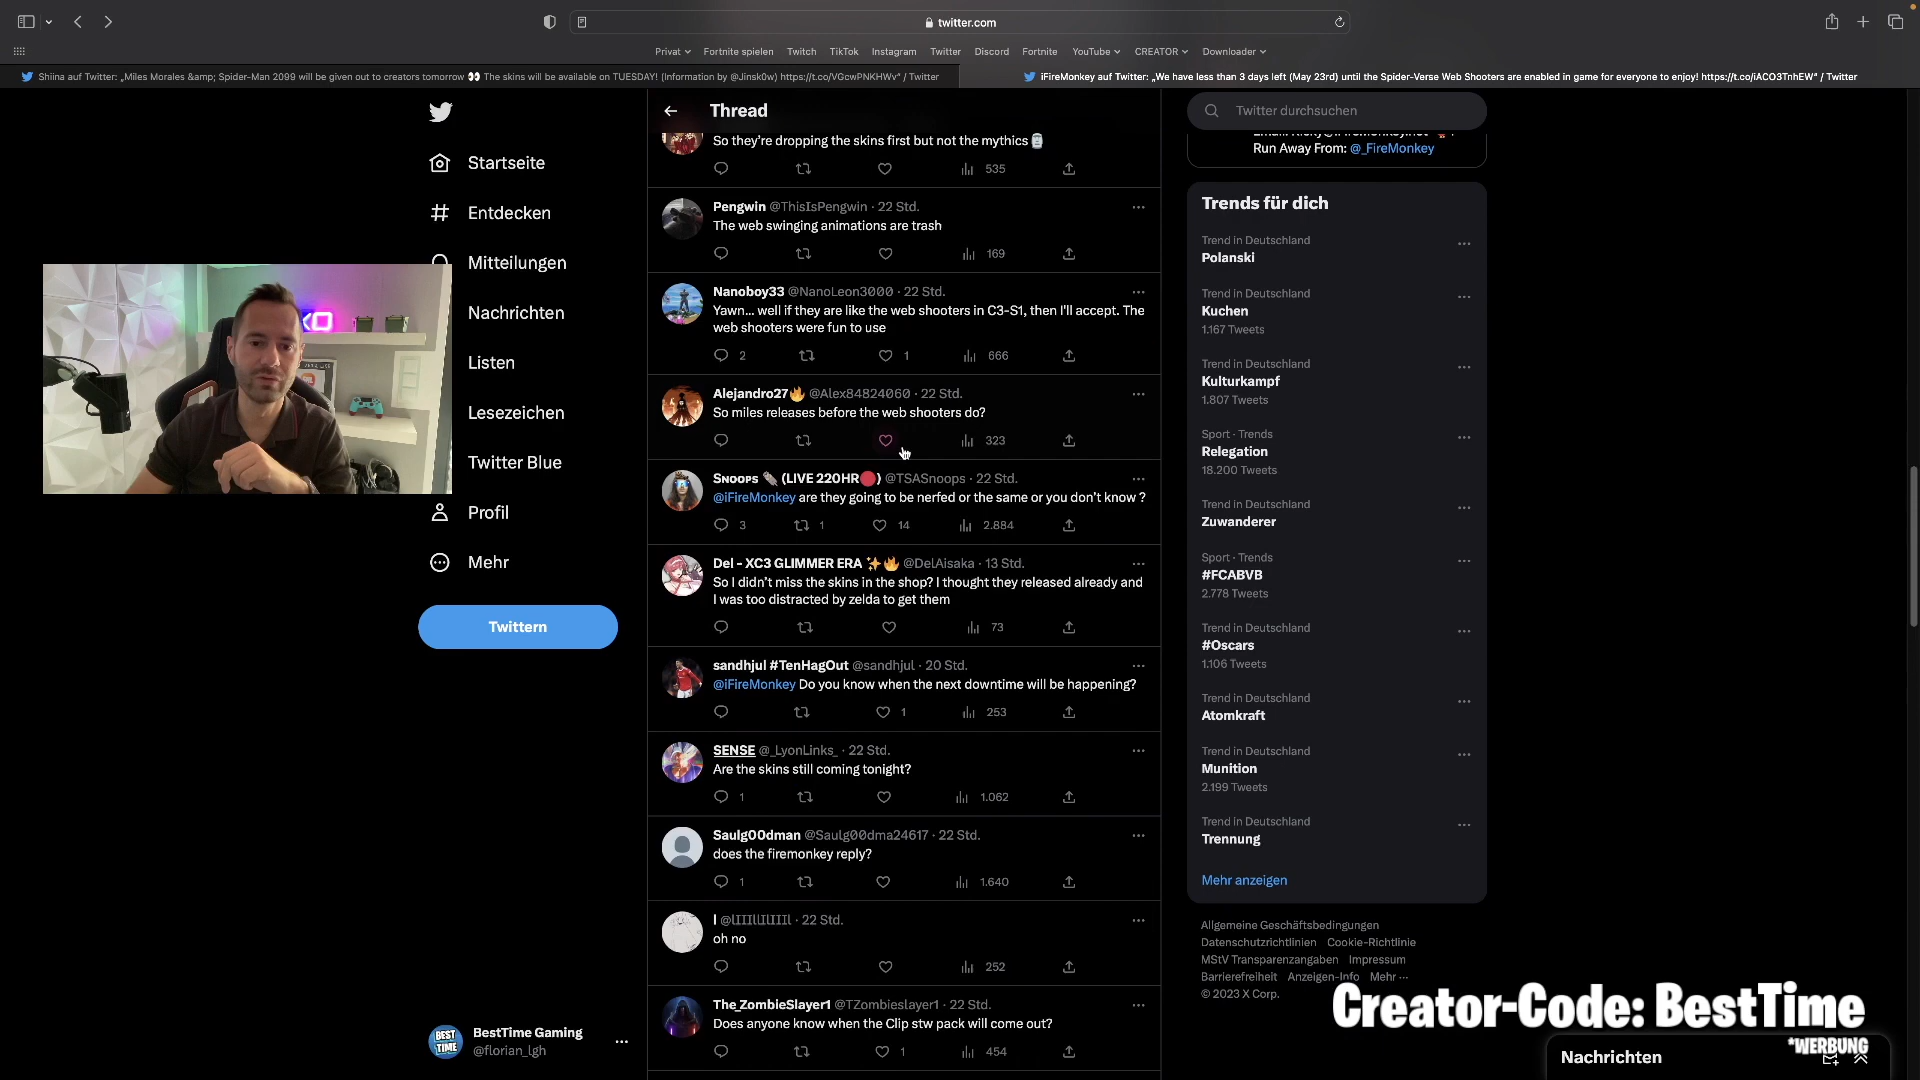 twitter.com
Privat
Fortnite spielen
Twitch
TikTok
Instagram
Twitter
Discord
Fortnite
YouTube
CREATOR
Downloader
Shiina auf Twitter: „Miles Morales &amp; Spider-Man 2099 will be given out to creators tomorrow 👀 The skins will be available on TUESDAY! (Information by @Jinsk0w) https://t.co/VGcwPNKHWv“ / Twitter
iFireMonkey auf Twitter: „We have less than 3 days left (May 23rd) until the Spider-Verse Web Shooters are enabled in game for everyone to enjoy! https://t.co/iACO3TnhEW“ / Twitter
Startseite
Entdecken
Mitteilungen
Nachrichten
Listen
Lesezeichen
Twitter Blue
Profil
Mehr
Twittern
BestTime Gaming
@florian_lgh
BEST
TIME
Thread
So they’re dropping the skins first but not the mythics
535
Pengwin @ThisIsPengwin · 22 Std.
The web swinging animations are trash
169
Nanoboy33 @NanoLeon3000 · 22 Std.
Yawn... well if they are like the web shooters in C3-S1, then I'll accept. The
web shooters were fun to use
2 1 666
Alejandro27🔥 @Alex84824060 · 22 Std.
So miles releases before the web shooters do?
323
Snoops (LIVE 220HR🔴) @TSASnoops · 22 Std.
@iFireMonkey are they going to be nerfed or the same or you don’t know ?
3 1 14 2.884
Del - XC3 GLIMMER ERA ✨🔥 @DelAisaka · 13 Std.
So I didn’t miss the skins in the shop? I thought they released already and
I was too distracted by zelda to get them
73
sandhjul #TenHagOut @sandhjul · 20 Std.
@iFireMonkey Do you know when the next downtime will be happening?
1 253
SENSE @_LyonLinks_ · 22 Std.
Are the skins still coming tonight?
1 1.062
Saulg00dman @Saulg00dma24617 · 22 Std.
does the firemonkey reply?
1 1.640
22 Std.
oh no
252
The_ZombieSlayer1 @TZombieslayer1 · 22 Std.
Does anyone know when the Clip stw pack will come out?
1 454
Twitter durchsuchen
Run Away From: @_FireMonkey
Trends für dich
Trend in Deutschland
Polanski
Trend in Deutschland
Kuchen
1.167 Tweets
Trend in Deutschland
Kulturkampf
1.807 Tweets
Sport · Trends
Relegation
18.200 Tweets
Trend in Deutschland
Zuwanderer
Sport · Trends
#FCABVB
2.778 Tweets
Trend in Deutschland
#Oscars
1.106 Tweets
Trend in Deutschland
Atomkraft
Trend in Deutschland
Munition
2.199 Tweets
Trend in Deutschland
Trennung
Mehr anzeigen
Allgemeine Geschäftsbedingungen
Datenschutzrichtlinien Cookie-Richtlinie
MStV Transparenzangaben Impressum
Barrierefreiheit Anzeigen-Info Mehr ···
© 2023 X Corp.
Creator-Code: BestTime
*WERBUNG
Nachrichten